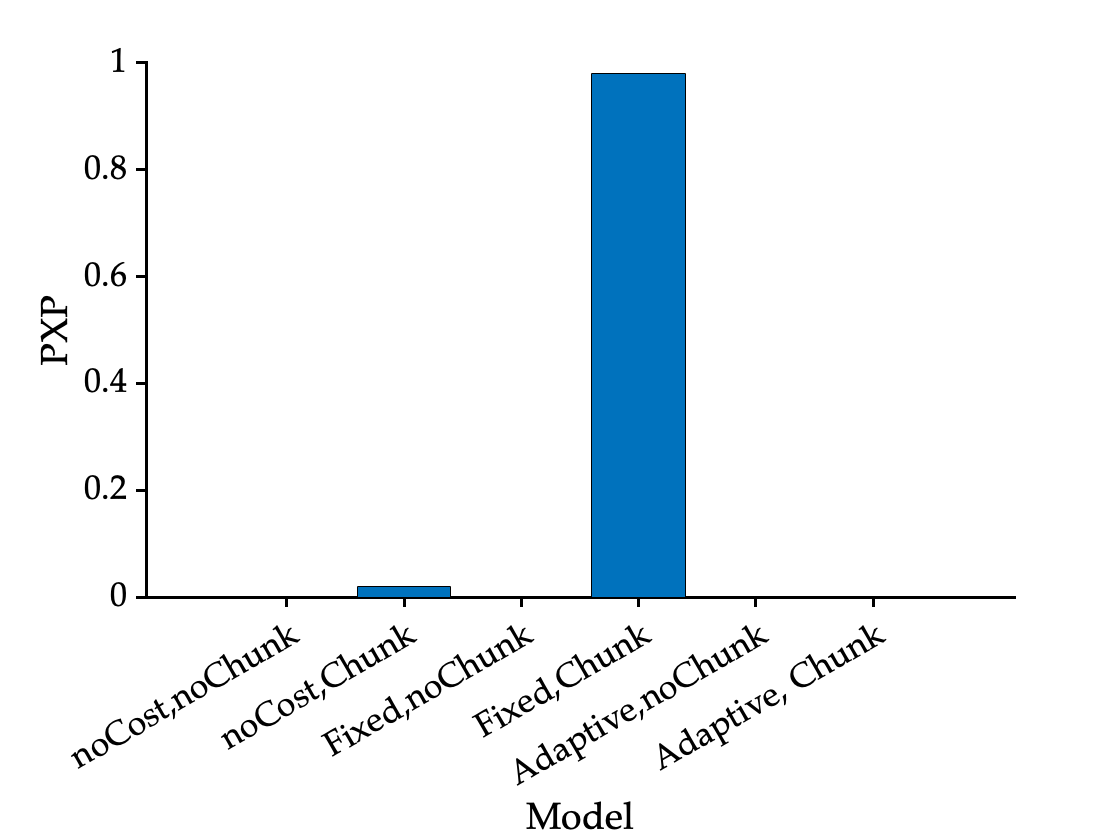 1
0.8
0.6
0.4
0.2
0
PXP
noCost,noChunk
noCost,Chunk
Fixed,noChunk
Fixed,Chunk
Adaptive,noChunk
Adaptive, Chunk
Model